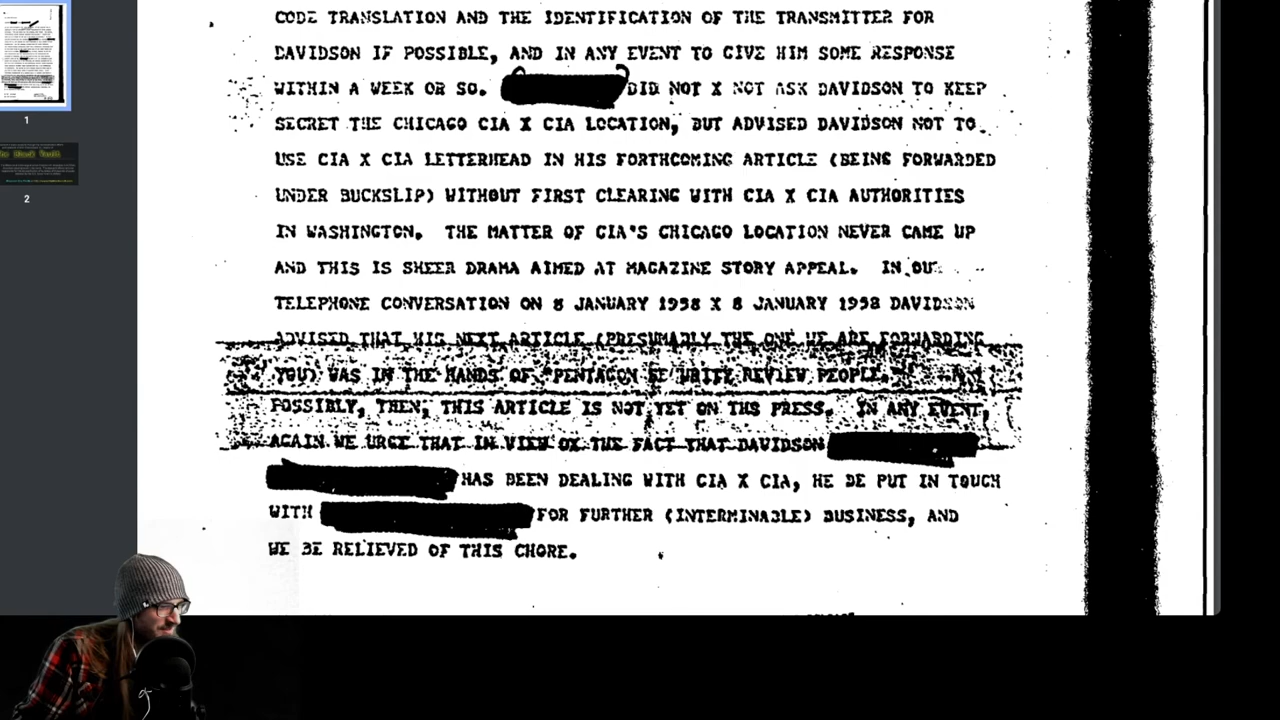 CODE TRANSLATION AND THE IDENTIFICATION OF THE TRANSMITTER FOR
DAVIDSON IF POSSIBLE, AND IN ANY EVENT TO GIVE HIM SOME RESPONSE
WITHIN A WEEK OR SO. DID NOT X NOT ASK DAVIDSON TO KEEP
SECRET THE CHICAGO CIA X CIA LOCATION, BUT ADVISED DAVIDSON NOT TO
USE CIA X CIA LETTERHEAD IN HIS FORTHCOMING ARTICLE (BEING FORWARDED
UNDER BUCKSLIP) WITHOUT FIRST CLEARING WITH CIA X CIA AUTHORITIES
IN WASHINGTON. THE MATTER OF CIA'S CHICAGO LOCATION NEVER CAME UP
AND THIS IS SHEER DRAMA AIMED AT MAGAZINE STORY APPEAL. IN OUR
TELEPHONE CONVERSATION ON 8 JANUARY 1958 X 8 JANUARY 1958 DAVIDSON
ADVISED THAT HIS NEXT ARTICLE (PRESUMABLY THE ONE WE ARE FORWARDING
YOU) WAS IN THE HANDS OF "PENTAGON SECURITY REVIEW PEOPLE."
POSSIBLY, THEN, THIS ARTICLE IS NOT YET ON THS PRESS. IN ANY EVENT,
AGAIN WE URGE THAT IN VIEW OX THE FACT THAT DAVIDSON
HAS BEEN DEALING WITH CIA X CIA, HE BE PUT IN TOUCH
WITH FOR FURTHER (INTERMINABLE) BUSINESS, AND
WE BE RELIEVED OF THIS CHORE.
1
2